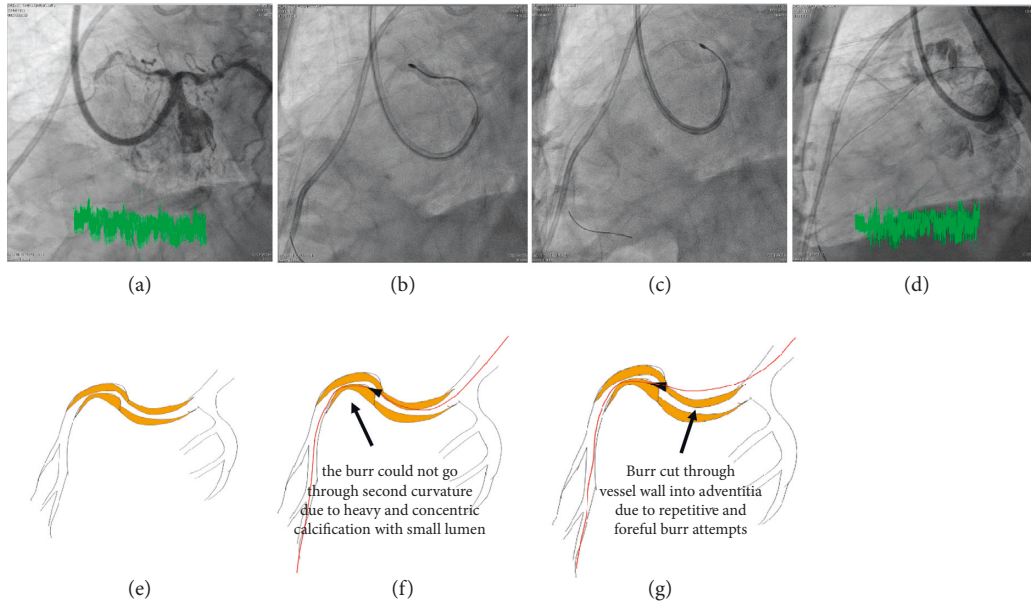 (a)
(b)
(c)
(d)
the burr could not go
through second curvature
due to heavy and concentric
calcification with small lumen
Burr cut through
vessel wall into adventitia
due to repetitive and
foreful burr attempts
(e)
(f)
(g)